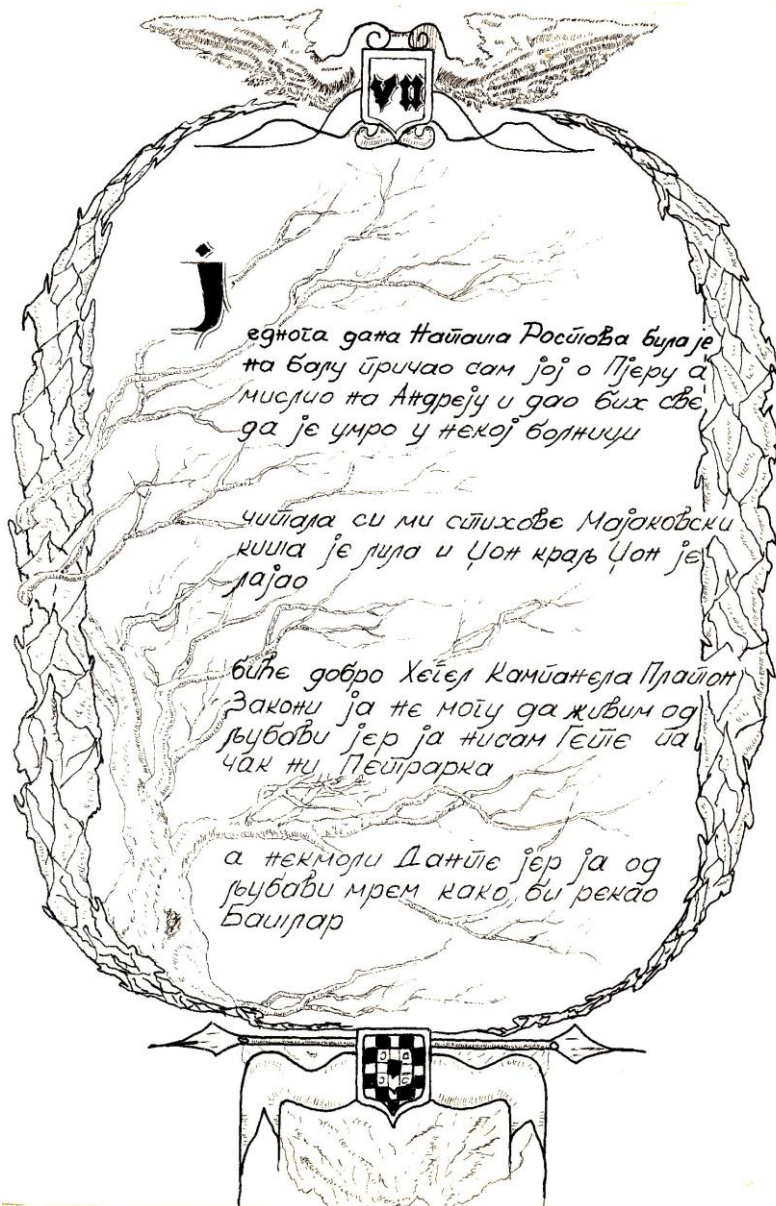 VII
Једнога дана Наташа Ростова била је
на балу причао сам јој о Пјеру а
мислио на Андреју и дао бих све
да је умро у некој болници
читала си ми стихове Мајаковски
киша је лила и Џон краљ Џон је
лајао
биће добро Хегел Кампанела Платон
Закони ја не могу да живим од
љубави јер ја нисам Гете па
чак ни Петрарка
а некмоли Данте јер ја од
љубави мрем како би рекао
Башлар